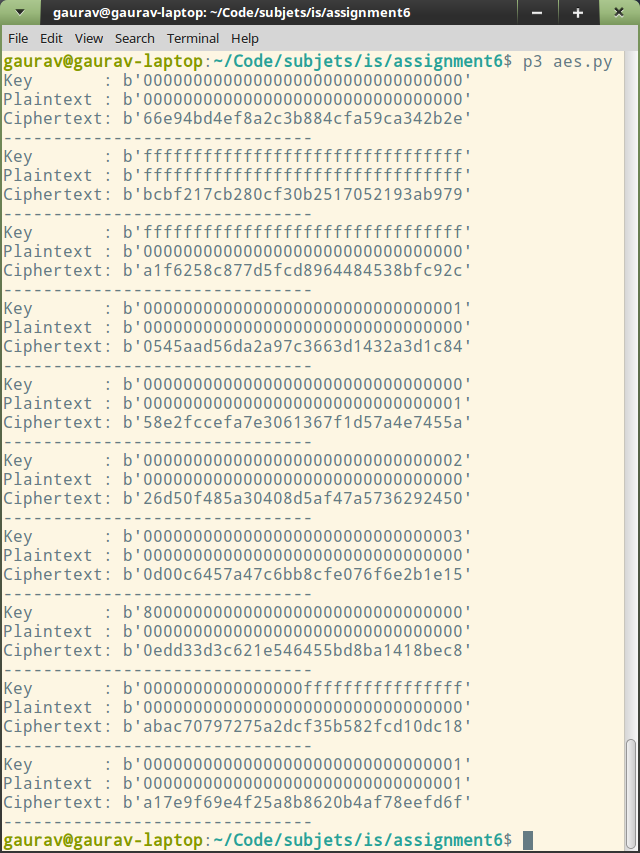 gaurav@gaurav-laptop: ~/Code/subjets/is/assignment6
File Edit View Search Terminal Help
gaurav@gaurav-laptop:~/Code/subjets/is/assignment6$ p3 aes.py
Key       : b'00000000000000000000000000000000'
Plaintext : b'00000000000000000000000000000000'
Ciphertext: b'66e94bd4ef8a2c3b884cfa59ca342b2e'
-------------------------------
Key       : b'ffffffffffffffffffffffffffffffff'
Plaintext : b'ffffffffffffffffffffffffffffffff'
Ciphertext: b'bcbf217cb280cf30b2517052193ab979'
-------------------------------
Key       : b'ffffffffffffffffffffffffffffffff'
Plaintext : b'00000000000000000000000000000000'
Ciphertext: b'a1f6258c877d5fcd8964484538bfc92c'
-------------------------------
Key       : b'00000000000000000000000000000001'
Plaintext : b'00000000000000000000000000000000'
Ciphertext: b'0545aad56da2a97c3663d1432a3d1c84'
-------------------------------
Key       : b'00000000000000000000000000000000'
Plaintext : b'00000000000000000000000000000001'
Ciphertext: b'58e2fccefa7e3061367f1d57a4e7455a'
-------------------------------
Key       : b'00000000000000000000000000000002'
Plaintext : b'00000000000000000000000000000000'
Ciphertext: b'26d50f485a30408d5af47a5736292450'
-------------------------------
Key       : b'00000000000000000000000000000003'
Plaintext : b'00000000000000000000000000000000'
Ciphertext: b'0d00c6457a47c6bb8cfe076f6e2b1e15'
-------------------------------
Key       : b'80000000000000000000000000000000'
Plaintext : b'00000000000000000000000000000000'
Ciphertext: b'0edd33d3c621e546455bd8ba1418bec8'
-------------------------------
Key       : b'0000000000000000ffffffffffffffff'
Plaintext : b'00000000000000000000000000000000'
Ciphertext: b'abac70797275a2dcf35b582fcd10dc18'
-------------------------------
Key       : b'00000000000000000000000000000001'
Plaintext : b'00000000000000000000000000000001'
Ciphertext: b'a17e9f69e4f25a8b8620b4af78eefd6f'
-------------------------------
gaurav@gaurav-laptop:~/Code/subjets/is/assignment6$